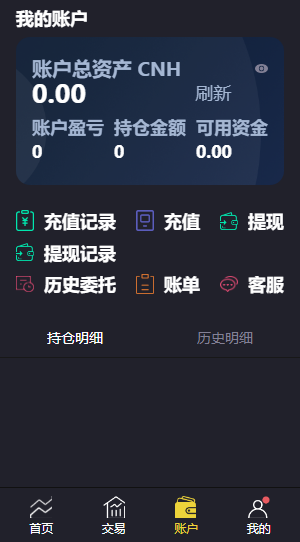 我的账户
账户总资产 CNH
0.00 刷新
账户盈亏 持仓金额 可用资金
0 0 0.00
充值记录 充值 提现
提现记录
历史委托 账单 客服
持仓明细 历史明细
首页 交易 账户 我的